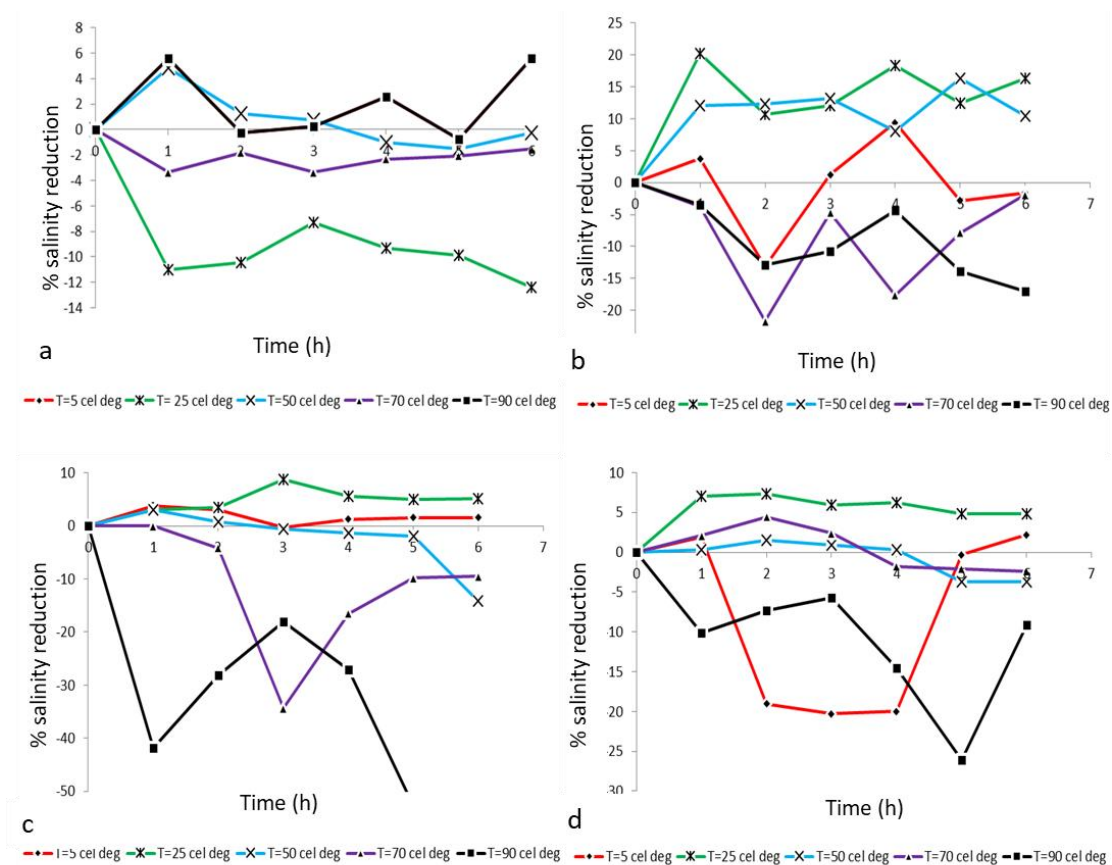 8
6
4
2
0
-2
-4
-6
-8
-10
-12
-14
0 1 2 3 4 5 6
% salinity reduction
Time (h)
a
T=5 cel deg T= 25 cel deg T=50 cel deg T=70 cel deg T=90 cel deg
25
20
15
10
5
0
-5
-10
-15
-20
0 1 2 3 4 5 6 7
% salinity reduction
Time (h)
b
T=5 cel deg T=25 cel deg T=50 cel deg T=70 cel deg T= 90 cel deg
10
0
-10
-20
-30
-40
-50
0 1 2 3 4 5 6 7
% salinity reduction
Time (h)
c
T=5 cel deg T=25 cel deg T=50 cel deg T=70 cel deg T=90 cel deg
10
5
0
-5
-10
-15
-20
-25
-30
0 1 2 3 4 5 6 7
% salinity reduction
Time (h)
d
T=5 cel deg T=25 cel deg T=50 cel deg T=70 cel deg T=90 cel deg